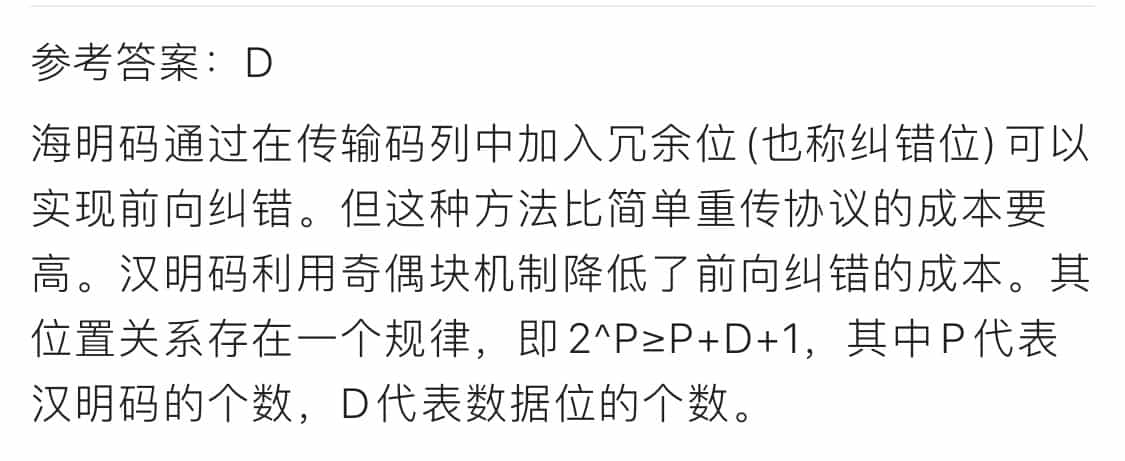 参考答案：D
海明码通过在传输码列中加入冗余位(也称纠错位)可以
实现前向纠错。但这种方法比简单重传协议的成本要
高。汉明码利用奇偶块机制降低了前向纠错的成本。其
位置关系存在一个规律，即2^P≥P+D+1，其中P代表
汉明码的个数，D代表数据位的个数。